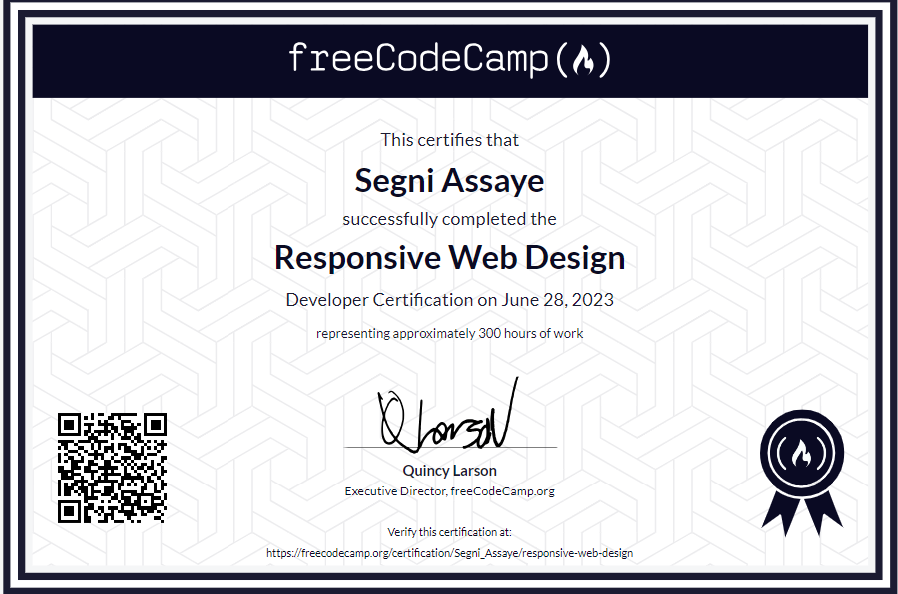 freeCodeCamp(🔥)
This certifies that
Segni Assaye
successfully completed the
Responsive Web Design
Developer Certification on June 28, 2023
representing approximately 300 hours of work
Q Larson
Quincy Larson
Executive Director, freeCodeCamp.org
Verify this certification at:
https://freecodecamp.org/certification/Segni_Assaye/responsive-web-design